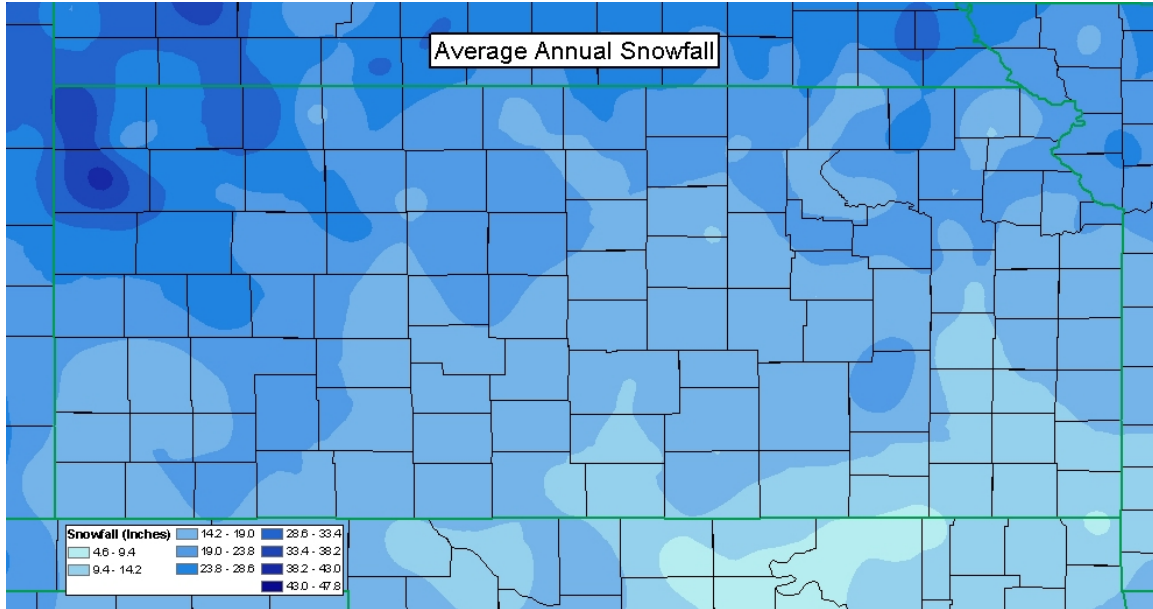 Average Annual Snowfall
Snowfall (Inches)
4.6 - 9.4
9.4 - 14.2
14.2 - 19.0
19.0 - 23.8
23.8 - 28.6
28.6 - 33.4
33.4 - 38.2
38.2 - 43.0
43.0 - 47.8